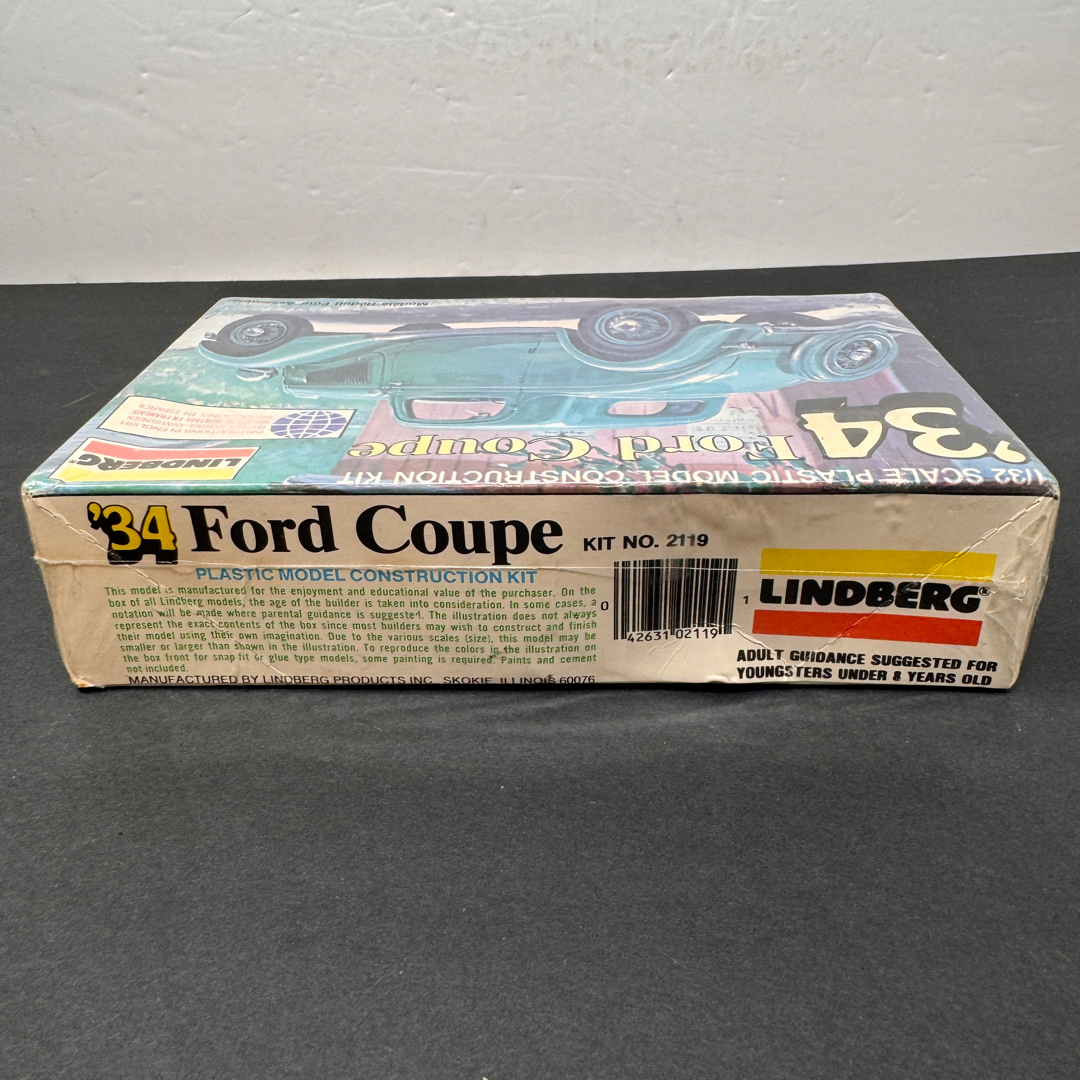 Models Adult Four Assemblies
'34
Ford Coupe
1/32 SCALE PLASTIC MODEL CONSTRUCTION KIT
LINDBERG
'34 Ford Coupe KIT NO. 2119
PLASTIC MODEL CONSTRUCTION KIT
This model is manufactured for the enjoyment and educational value of the purchaser. On the
box of all Lindberg models, the age of the builder is taken into consideration. In some cases, a
notation will be made where parental guidance is suggested. The illustration does not always
represent the exact contents of the box since most builders may wish to construct and finish
their model using their own imagination. Due to the various scales (size), this model may be
smaller or larger than shown in the illustration. To reproduce the colors in the illustration on
the box front for snap fit or glue type models, some painting is required. Paints and cement
not included.
MANUFACTURED BY LINDBERG PRODUCTS INC. SKOKIE, ILLINOIS 60076
0 42631 02119 1
LINDBERG®
ADULT GUIDANCE SUGGESTED FOR
YOUNGSTERS UNDER 8 YEARS OLD